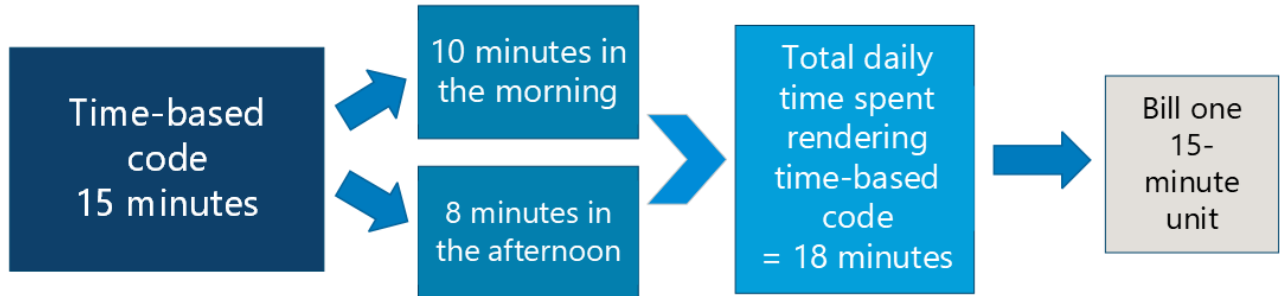 Time-based
code
15 minutes
10 minutes in
the morning
8 minutes in
the afternoon
Total daily
time spent
rendering
time-based
code
= 18 minutes
Bill one
15-
minute
unit